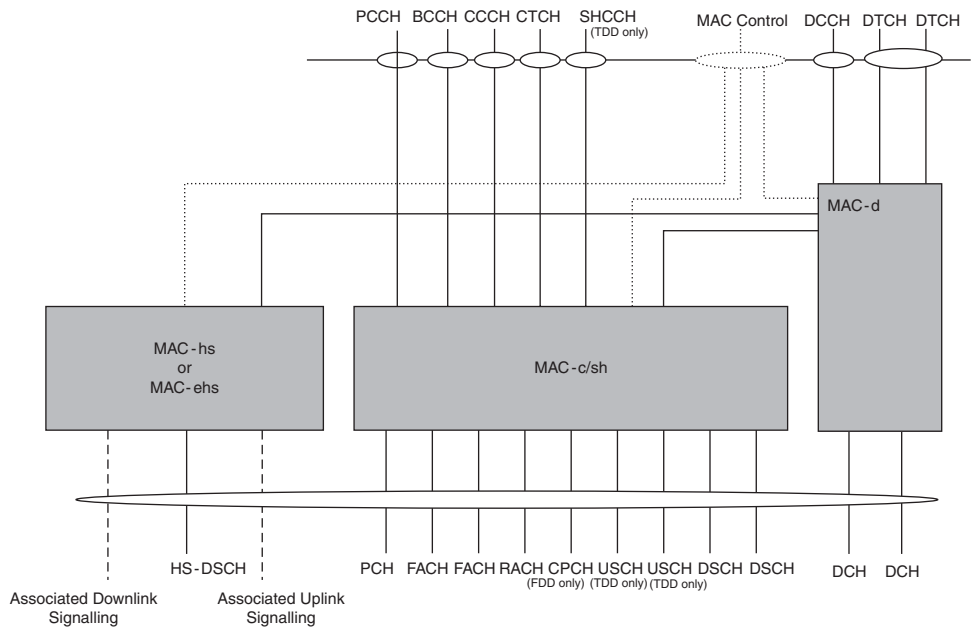 PCCH BCCH CCCH CTCH SHCCH MAC Control DCCH DTCH DTCH
(TDD only)
MAC-d
MAC-hs
or
MAC-ehs
MAC-c/sh
HS-DSCH PCH FACH FACH RACH CPCH USCH USCH DSCH DSCH DCH DCH
(FDD only) (TDD only) (TDD only)
Associated Downlink
Signalling
Associated Uplink
Signalling